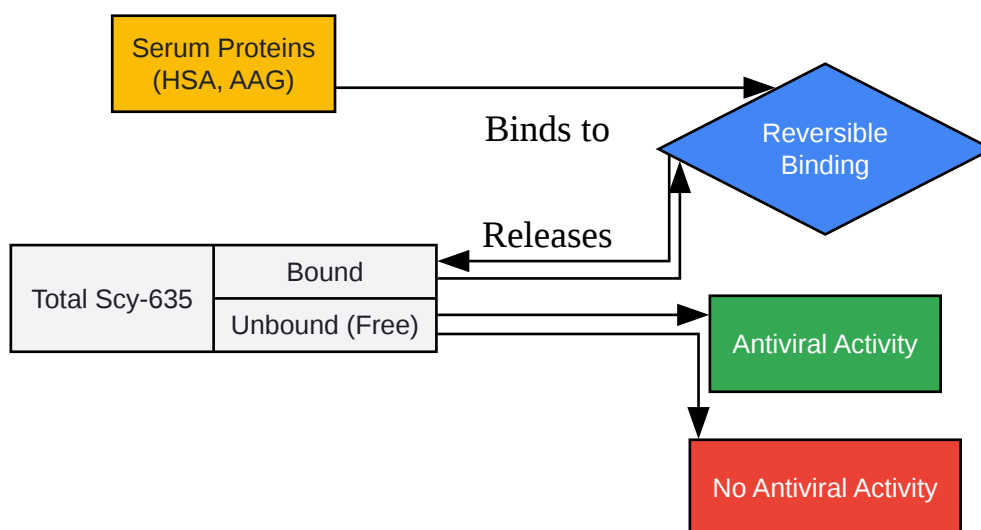 Serum Proteins
(HSA, AAG)
Reversible
Binding
Binds to
Releases
Total Scy-635
Bound
Unbound (Free)
Antiviral Activity
No Antiviral Activity